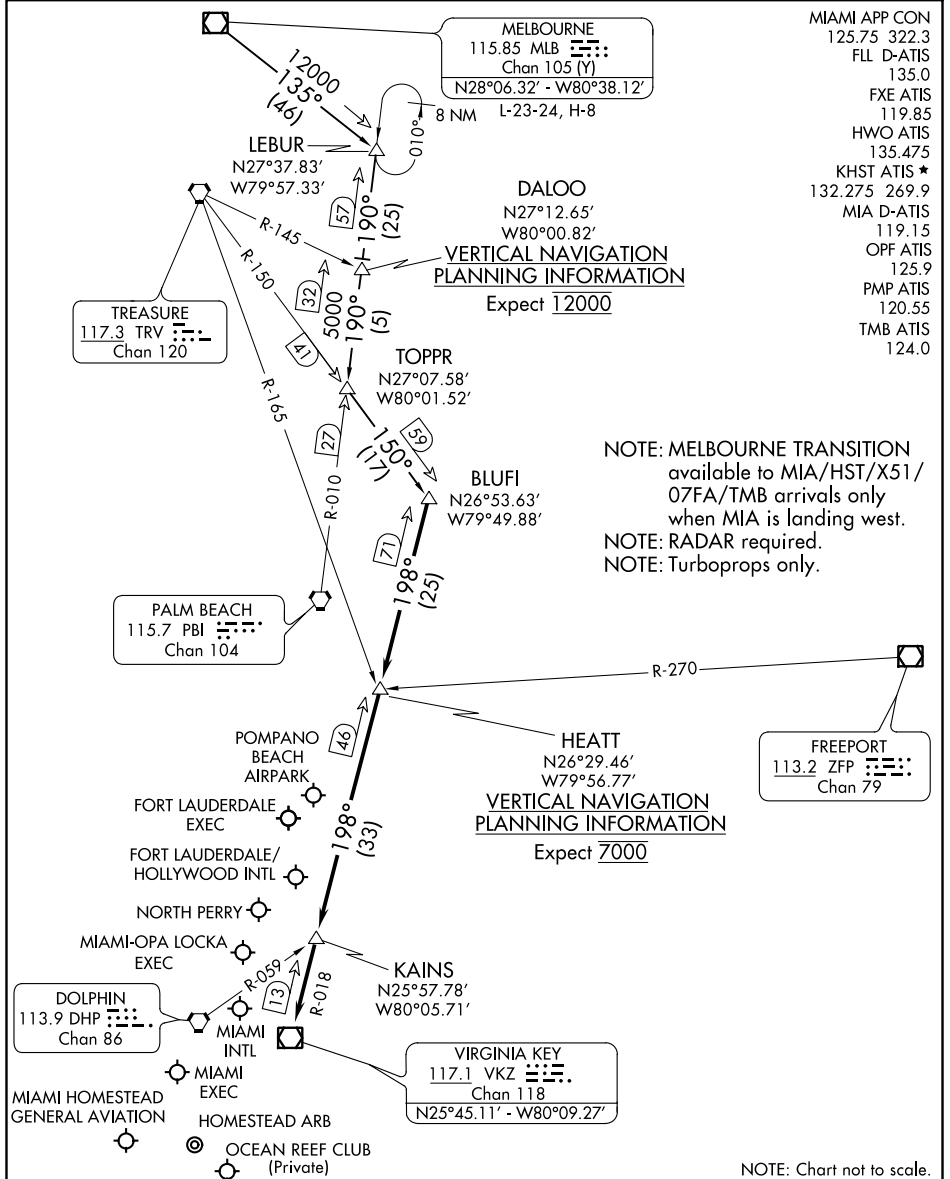 MELBOURNE
115.85 MLB
Chan 105 (Y)
N28°06.32' - W80°38.12'
L-23-24, H-8
MIAMI APP CON
125.75 322.3
FLL D-ATIS
135.0
FXE ATIS
119.85
HWO ATIS
135.475
KHST ATIS ★
132.275 269.9
MIA D-ATIS
119.15
OPF ATIS
125.9
PMP ATIS
120.55
TMB ATIS
124.0
12000
135°
(46)
8 NM
010°
LEBUR
N27°37.83'
W79°57.33'
57
190°
(25)
DALOO
N27°12.65'
W80°00.82'
VERTICAL NAVIGATION
PLANNING INFORMATION
Expect 12000
R-145
R-150
R-165
32
5000
190°
(5)
41
TREASURE
117.3 TRV
Chan 120
TOPPR
N27°07.58'
W80°01.52'
27
R-010
59
150°
(17)
BLUFI
N26°53.63'
W79°49.88'
NOTE: MELBOURNE TRANSITION
available to MIA/HST/X51/
07FA/TMB arrivals only
when MIA is landing west.
NOTE: RADAR required.
NOTE: Turboprops only.
71
198°
(25)
PALM BEACH
115.7 PBI
Chan 104
R-270
46
HEATT
N26°29.46'
W79°56.77'
VERTICAL NAVIGATION
PLANNING INFORMATION
Expect 7000
FREEPORT
113.2 ZFP
Chan 79
POMPANO
BEACH
AIRPARK
FORT LAUDERDALE
EXEC
198°
(33)
FORT LAUDERDALE/
HOLLYWOOD INTL
NORTH PERRY
MIAMI-OPA LOCKA
EXEC
R-059
13
R-018
KAINS
N25°57.78'
W80°05.71'
DOLPHIN
113.9 DHP
Chan 86
MIAMI
INTL
VIRGINIA KEY
117.1 VKZ
Chan 118
N25°45.11' - W80°09.27'
MIAMI
EXEC
MIAMI HOMESTEAD
GENERAL AVIATION
HOMESTEAD ARB
OCEAN REEF CLUB
(Private)
NOTE: Chart not to scale.